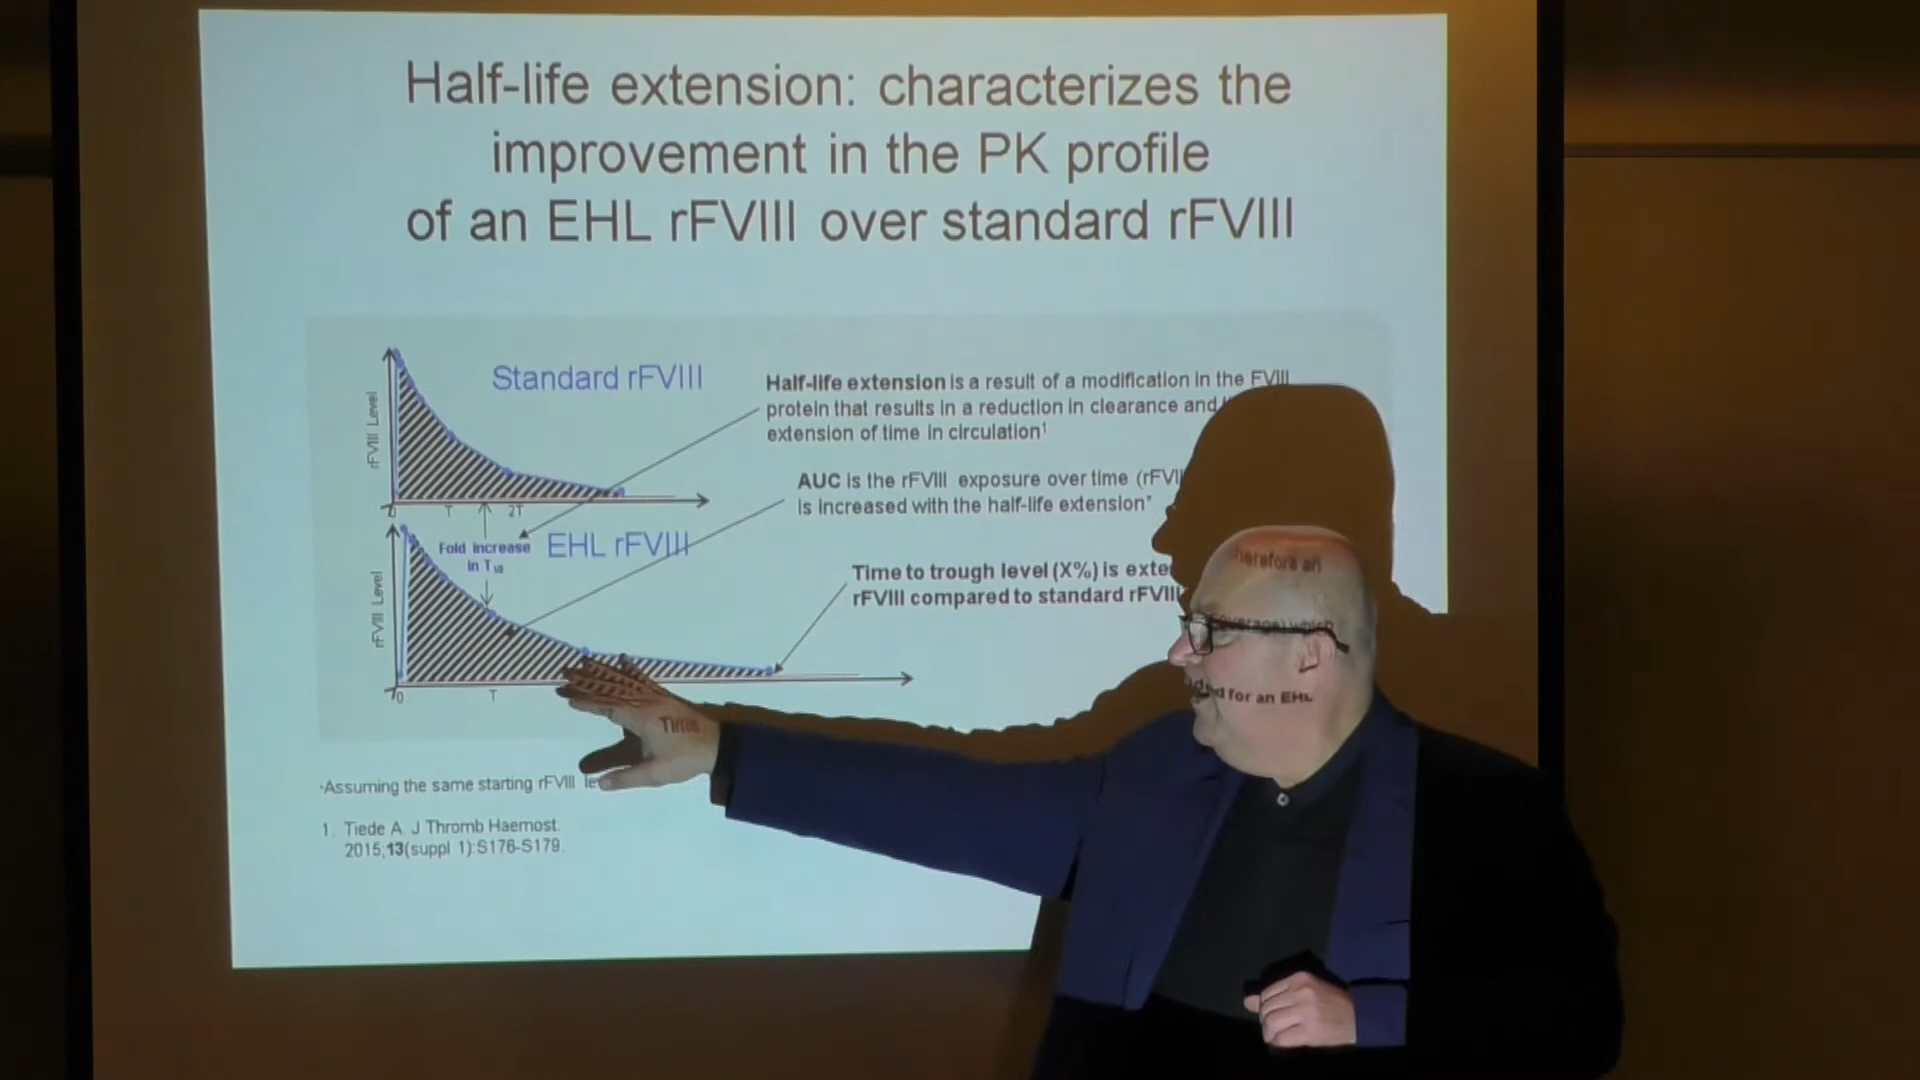 Half-life extension: characterizes the
improvement in the PK profile
of an EHL rFVIII over standard rFVIII
Standard rFVIII
rFVIII Level
0 T 2T
Half-life extension is a result of a modification in the FVIII
protein that results in a reduction in clearance and
extension of time in circulation1
therefore an
AUC is the rFVIII exposure over time (rFVII
is increased with the half-life extension*
coverage) which
Fold increase
in T1/2
EHL rFVIII
rFVIII Level
0 T
Time
Time to trough level (X%) is exte
rFVIII compared to standard rFVIII
for an EHL
*Assuming the same starting rFVIII
1. Tiede A. J Thromb Haemost.
2015;13(suppl 1):S176-S179.